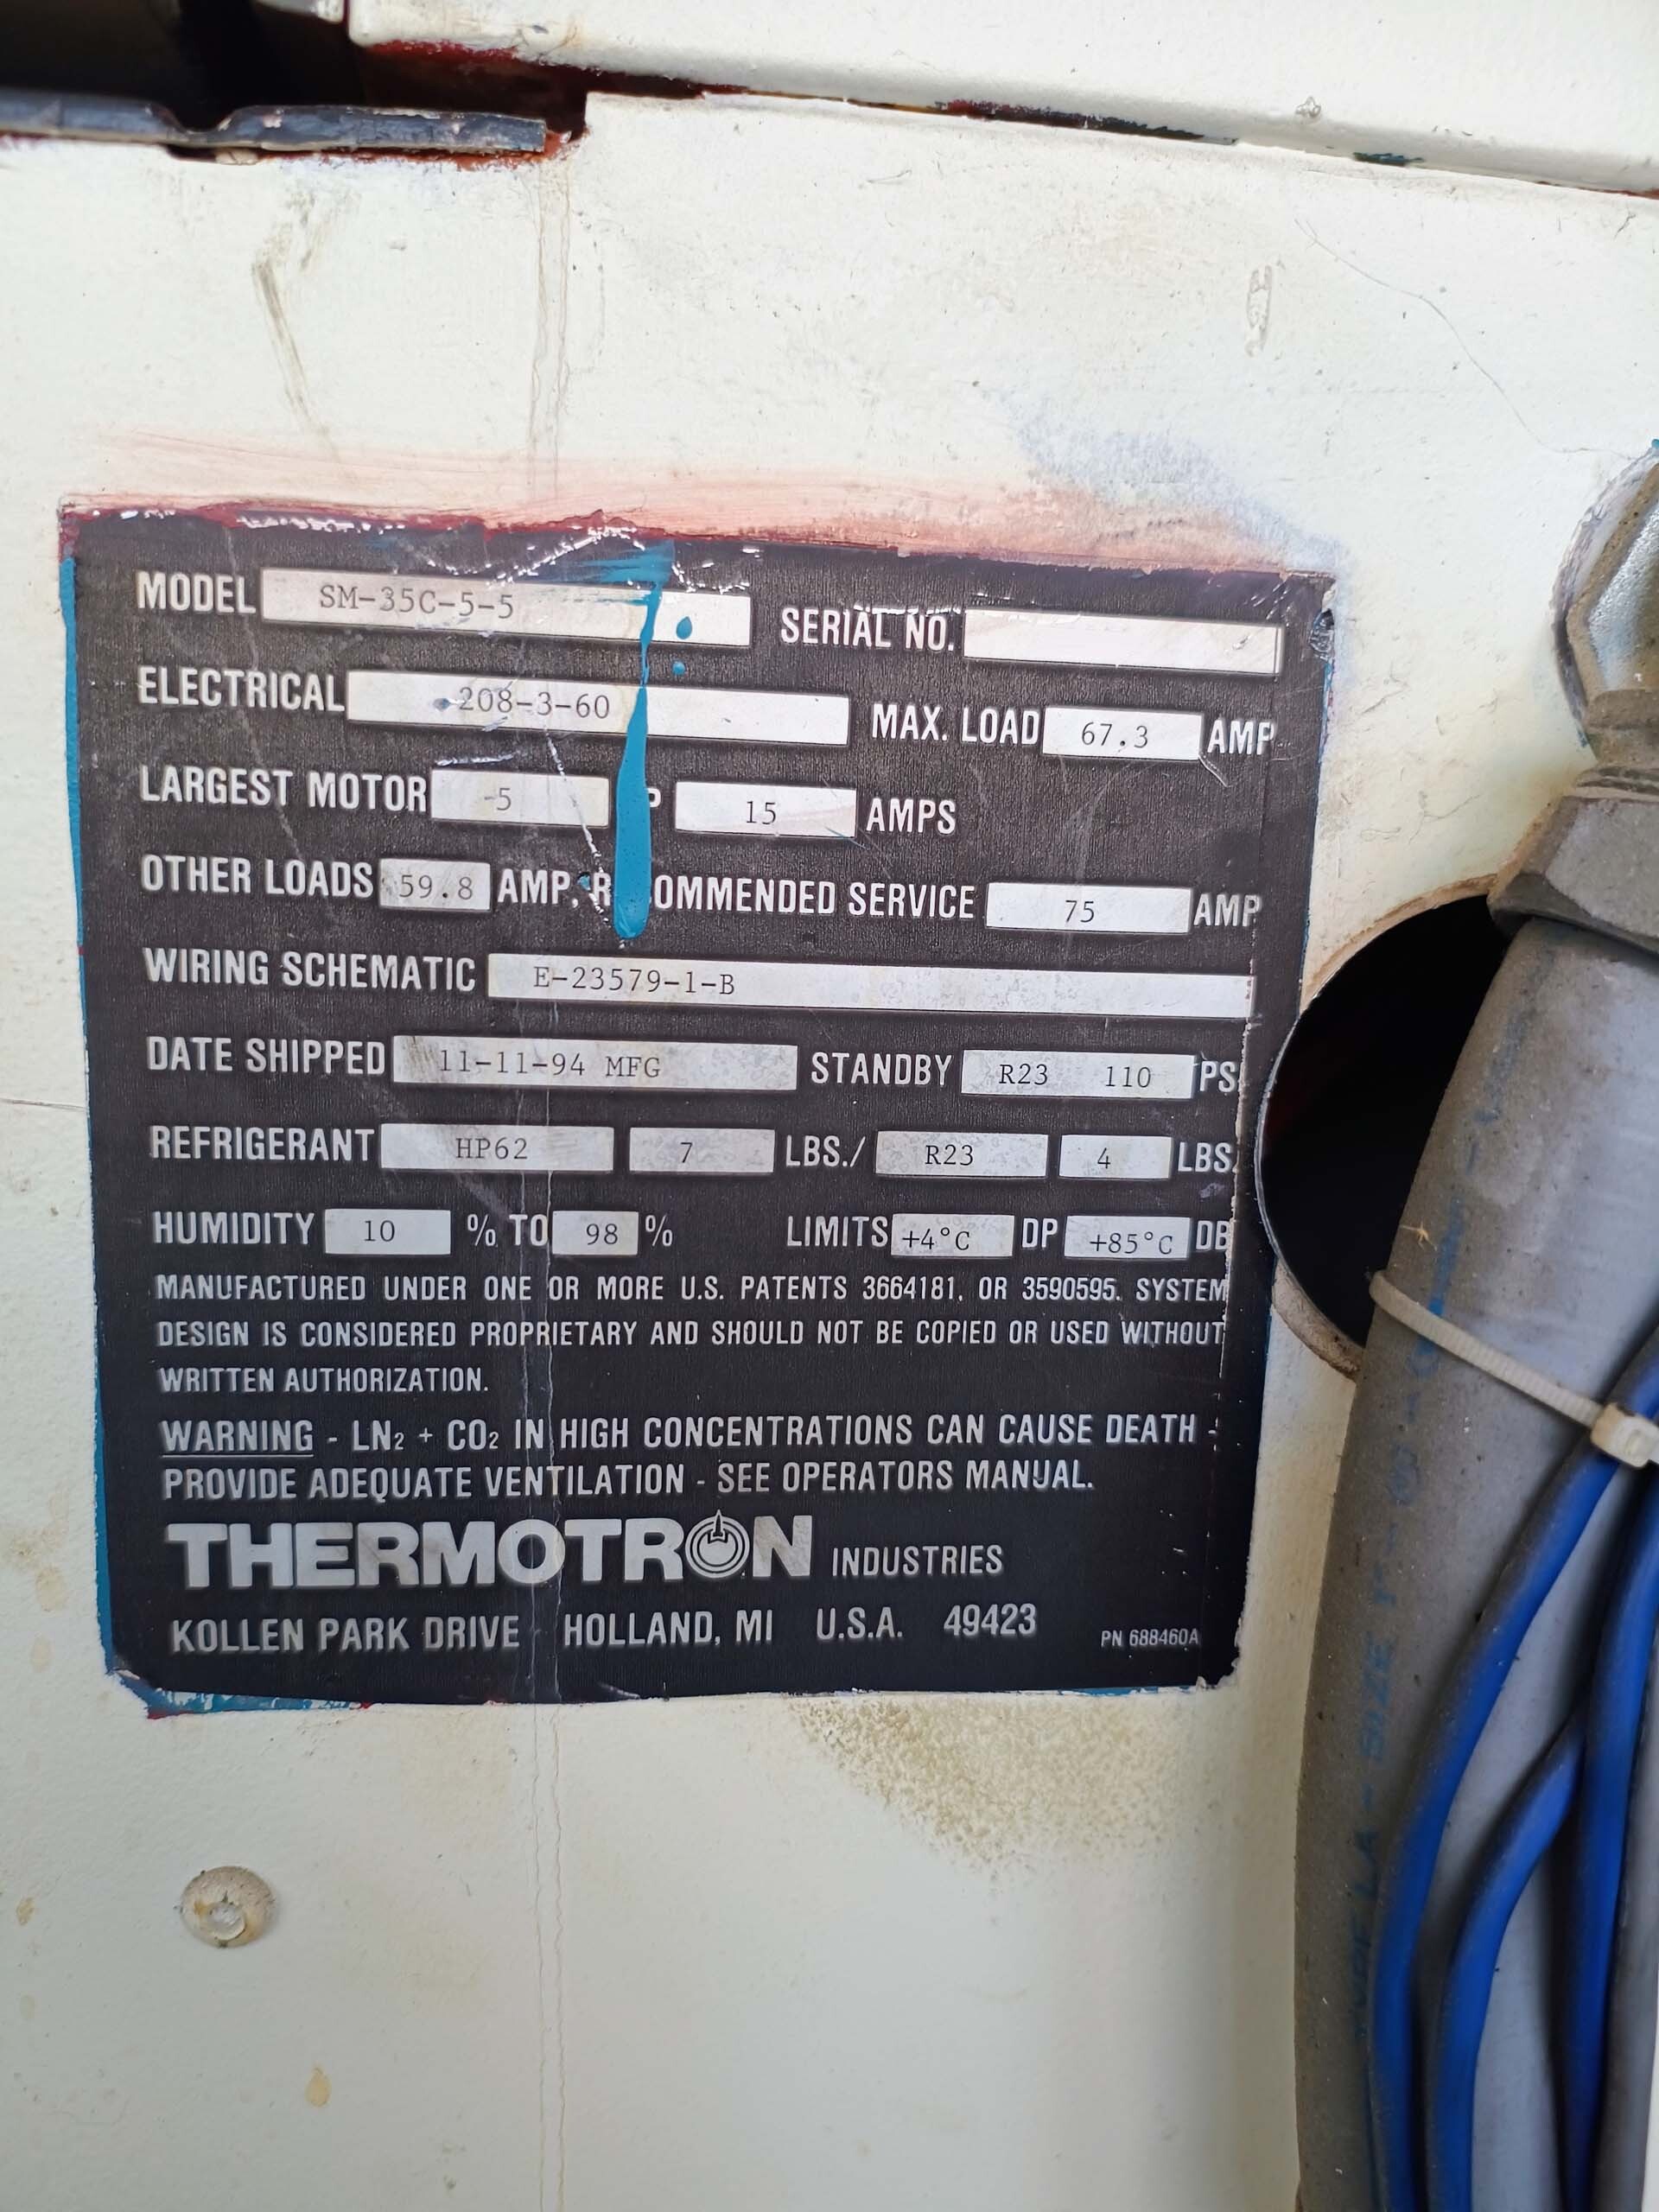 MODEL SM-35C-5-5 SERIAL NO.
ELECTRICAL 208-3-60 MAX. LOAD 67.3 AMP
LARGEST MOTOR -5 P 15 AMPS
OTHER LOADS 59.8 AMP. R OMMENDED SERVICE 75 AMP
WIRING SCHEMATIC E-23579-1-B
DATE SHIPPED 11-11-94 MFG STANDBY R23 110 PS
REFRIGERANT HP62 7 LBS./ R23 4 LBS.
HUMIDITY 10 % TO 98 % LIMITS +4°C DP +85°C DB
MANUFACTURED UNDER ONE OR MORE U.S. PATENTS 3664181, OR 3590595. SYSTEM
DESIGN IS CONSIDERED PROPRIETARY AND SHOULD NOT BE COPIED OR USED WITHOUT
WRITTEN AUTHORIZATION.
WARNING - LN₂ + CO₂ IN HIGH CONCENTRATIONS CAN CAUSE DEATH -
PROVIDE ADEQUATE VENTILATION - SEE OPERATORS MANUAL.
THERMOTRON INDUSTRIES
KOLLEN PARK DRIVE HOLLAND, MI U.S.A. 49423 PN 688460A